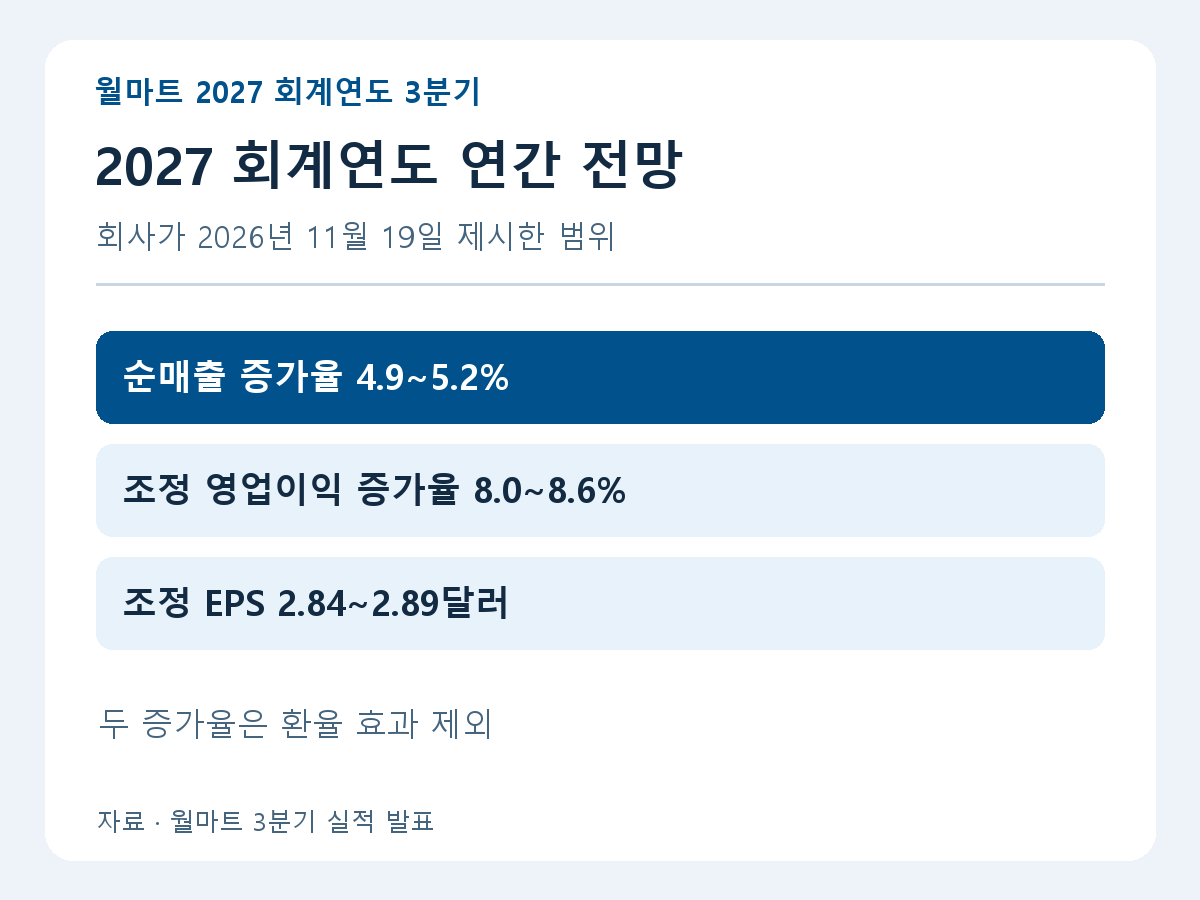 월마트 2027 회계연도 3분기
2027 회계연도 연간 전망
회사가 2026년 11월 19일 제시한 범위
순매출 증가율 4.9~5.2%
조정 영업이익 증가율 8.0~8.6%
조정 EPS 2.84~2.89달러
두 증가율은 환율 효과 제외
자료 · 월마트 3분기 실적 발표